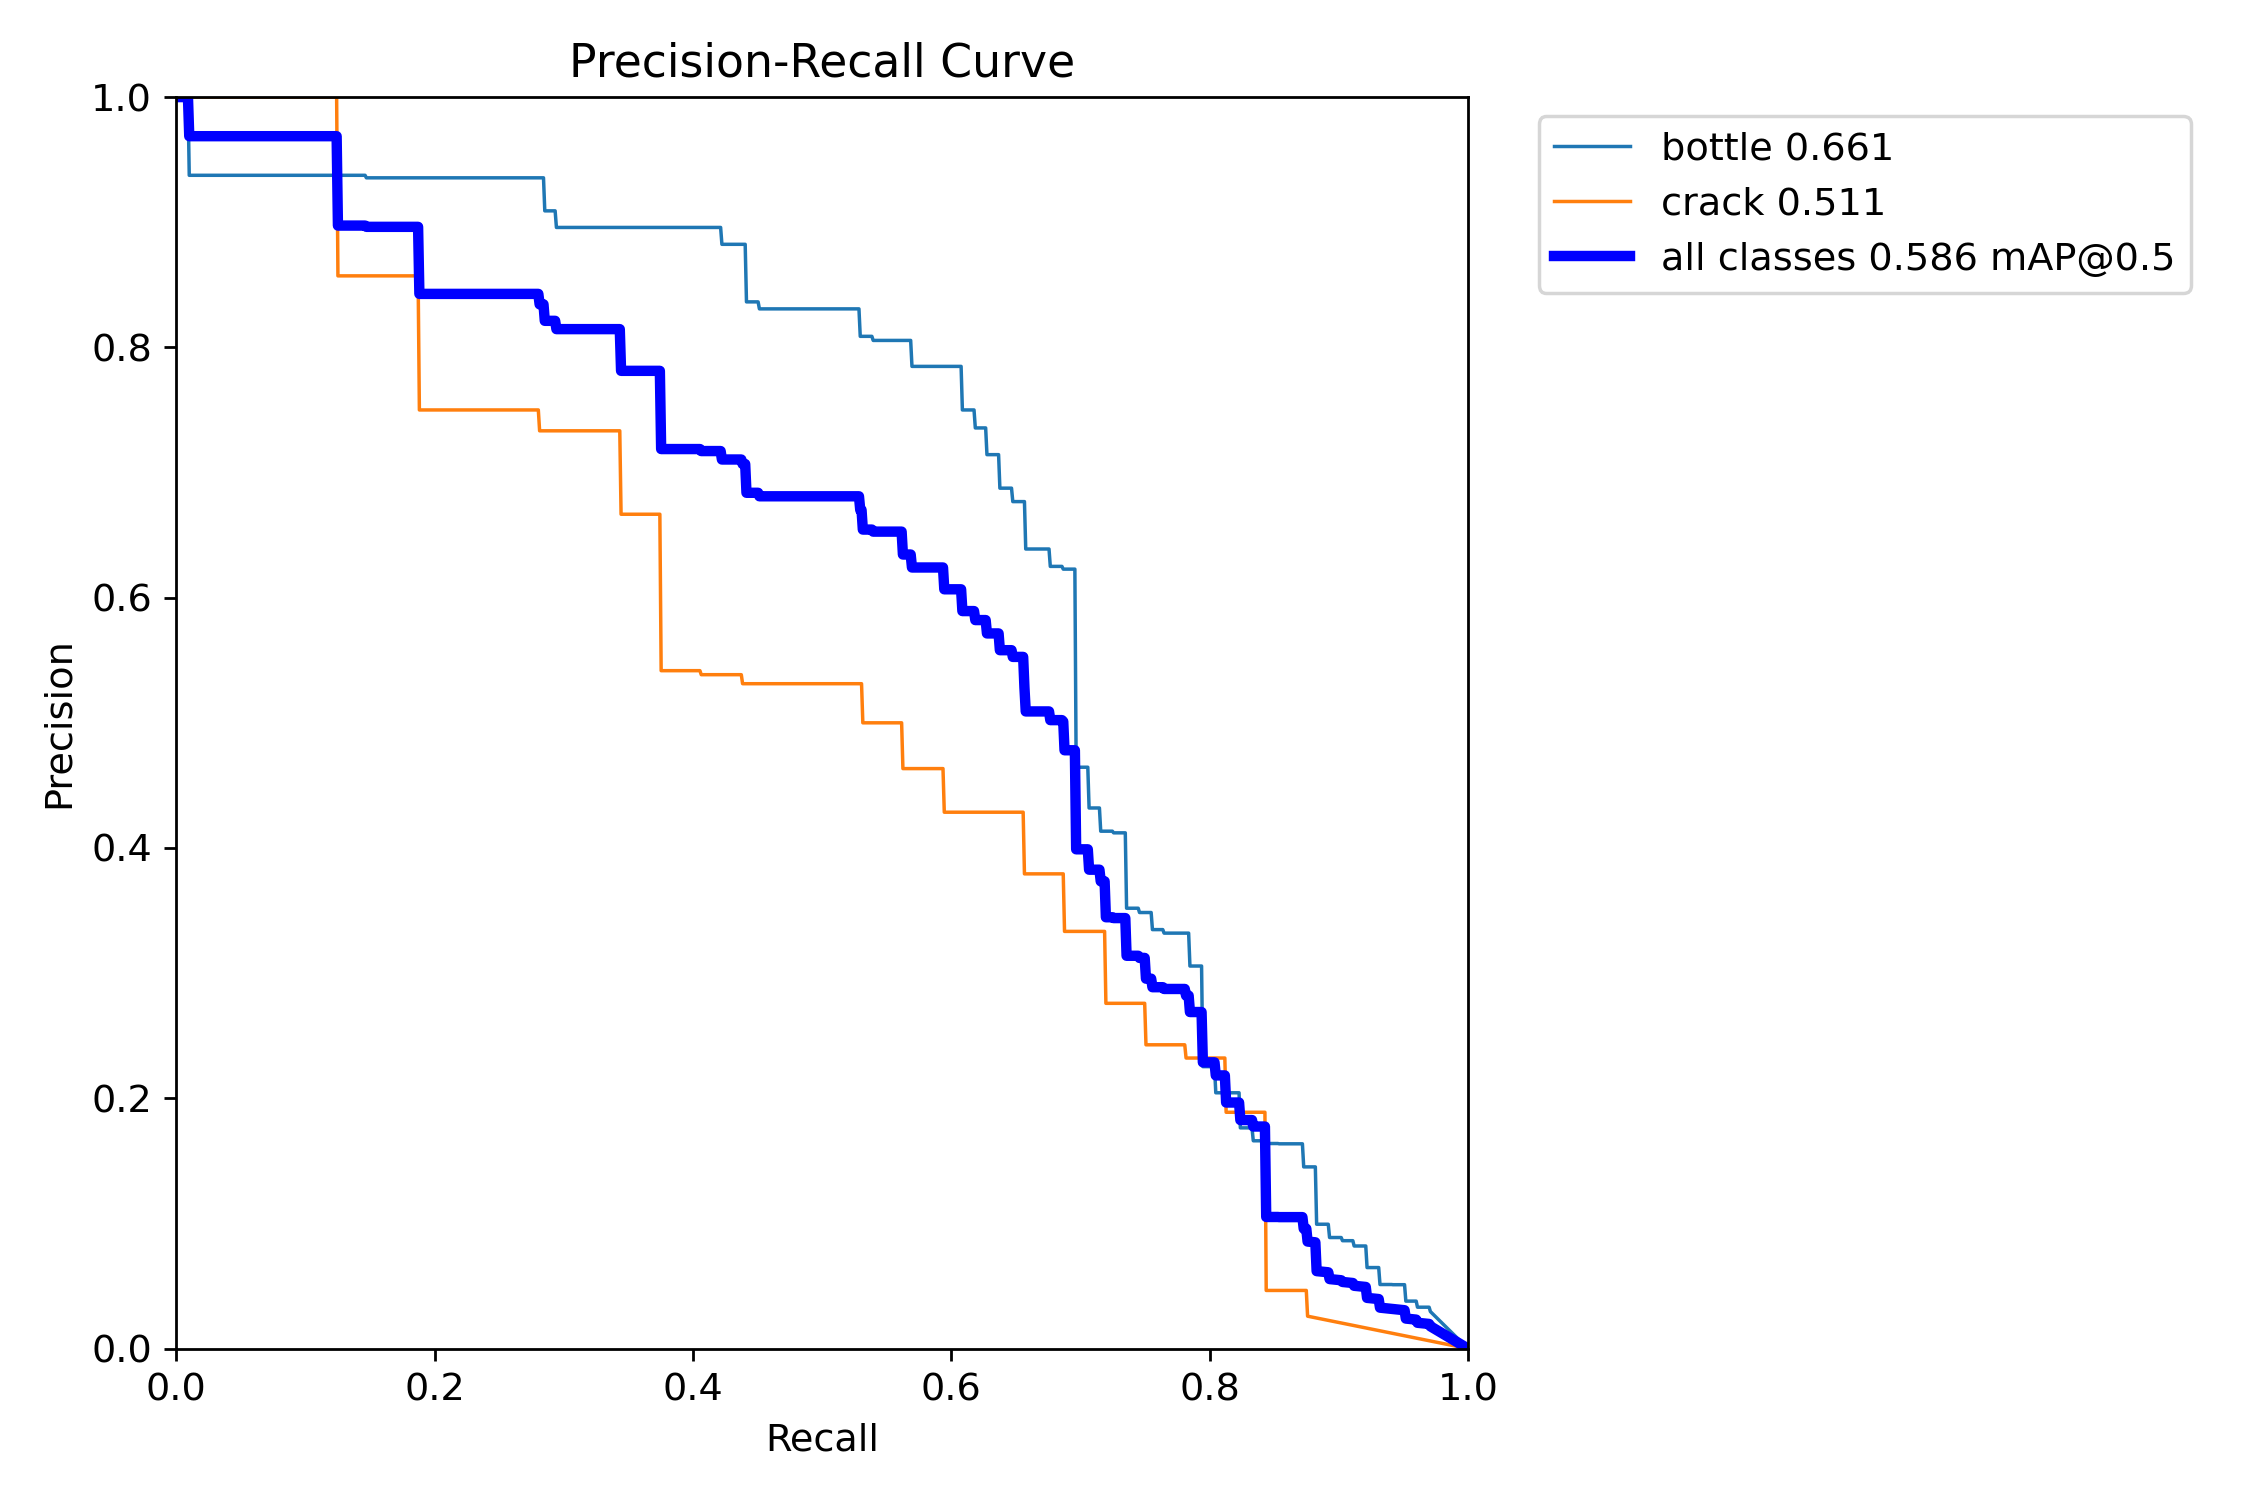 Precision-Recall Curve
1.0
0.8
0.6
0.4
0.2
0.0
Precision
0.0 0.2 0.4 0.6 0.8 1.0
Recall
bottle 0.661
crack 0.511
all classes 0.586 mAP@0.5